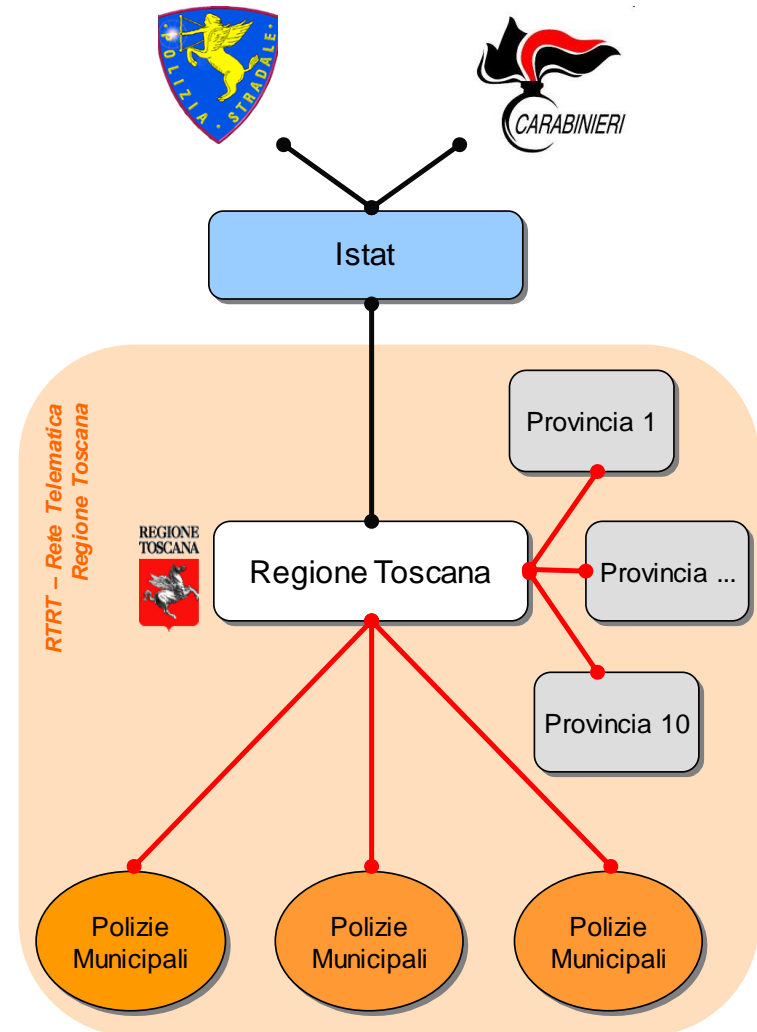 POLIZIA · STRADALE
CARABINIERI
Istat
RTRT – Rete Telematica
Regione Toscana
Provincia 1
REGIONE
TOSCANA
Regione Toscana
Provincia ...
Provincia 10
Polizie
Municipali
Polizie
Municipali
Polizie
Municipali